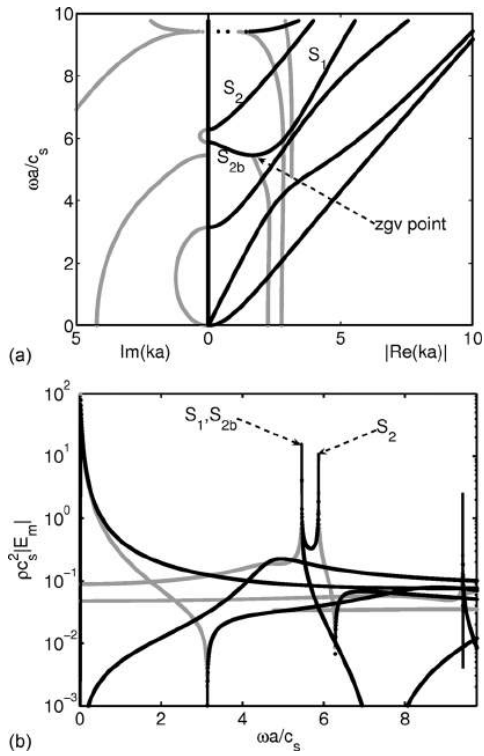 10
8
6
4
2
0
ωa/c_s
S_2
S_1
S_2b
zgv point
5 0 5 10
Im(ka) |Re(ka)|
(a)
10^2
10^1
10^0
10^-1
10^-2
10^-3
ρc_s^2|E_m|
S_1,S_2b
S_2
0 2 4 6 8
ωa/c_s
(b)